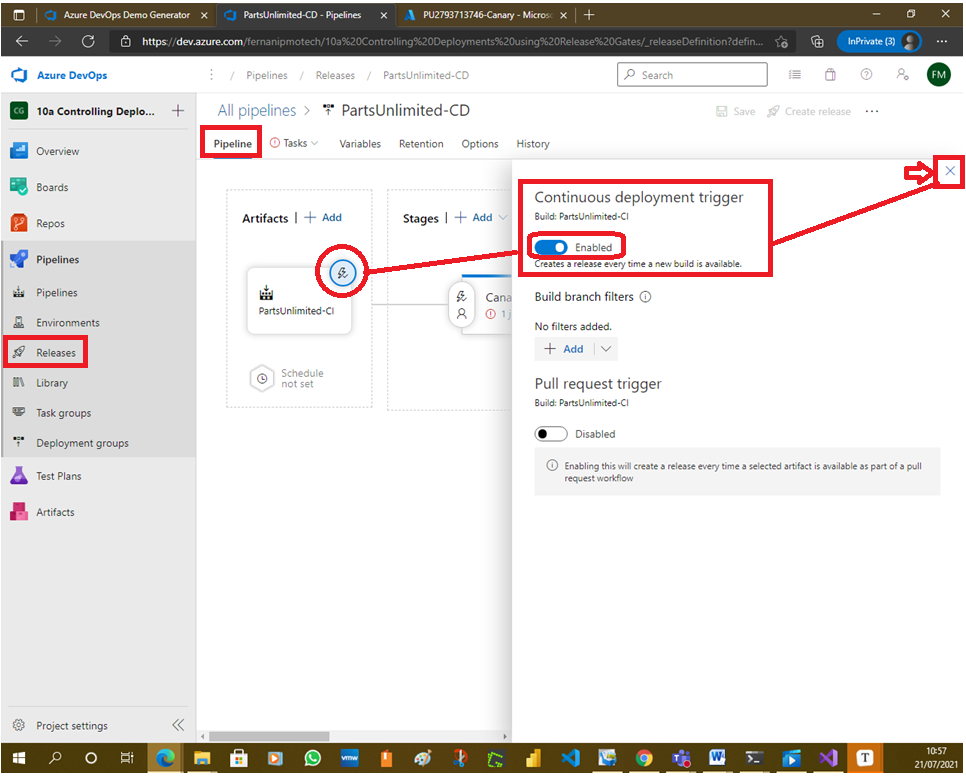 Azure DevOps Demo Generator
PartsUnlimited-CD - Pipelines
PU2793713746-Canary - Microso
https://dev.azure.com/fernanipmotech/10a%20Controlling%20Deployments%20using%20Release%20Gates/_releaseDefinition?defin...
InPrivate (3)
Azure DevOps
/ Pipelines / Releases / PartsUnlimited-CD
Search
FM
CG
10a Controlling Deplo...
All pipelines > PartsUnlimited-CD
Save
Create release
Pipeline
Tasks
Variables
Retention
Options
History
Overview
Boards
Repos
Pipelines
Pipelines
Environments
Releases
Library
Task groups
Deployment groups
Test Plans
Artifacts
Project settings
Artifacts | + Add
Stages | + Add
PartsUnlimited-CI
Schedule
not set
Cana
1 j
Continuous deployment trigger
Build: PartsUnlimited-CI
Enabled
Creates a release every time a new build is available.
Build branch filters
No filters added.
+ Add
Pull request trigger
Build: PartsUnlimited-CI
Disabled
Enabling this will create a release every time a selected artifact is available as part of a pull
request workflow
vmw
T
10:57
21/07/2021